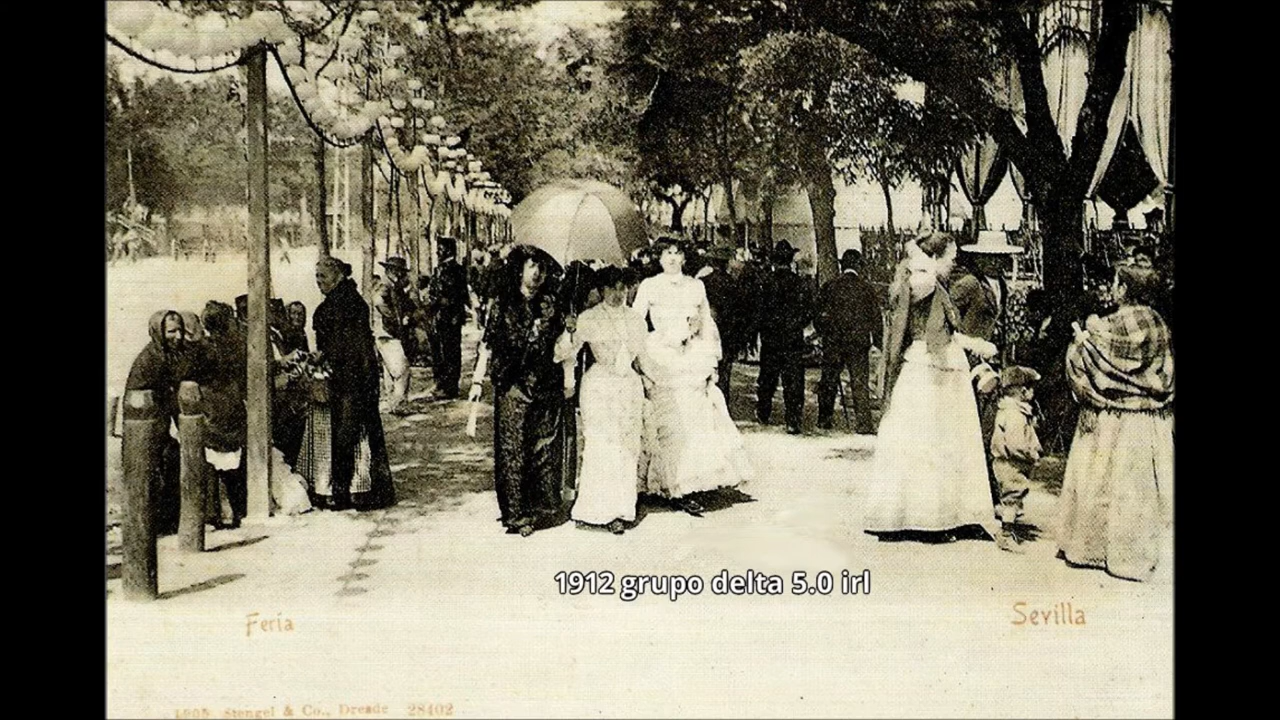 1912 grupo delta 5.0 irl
Feria
Sevilla
Stengel & Co., Dresde 28402